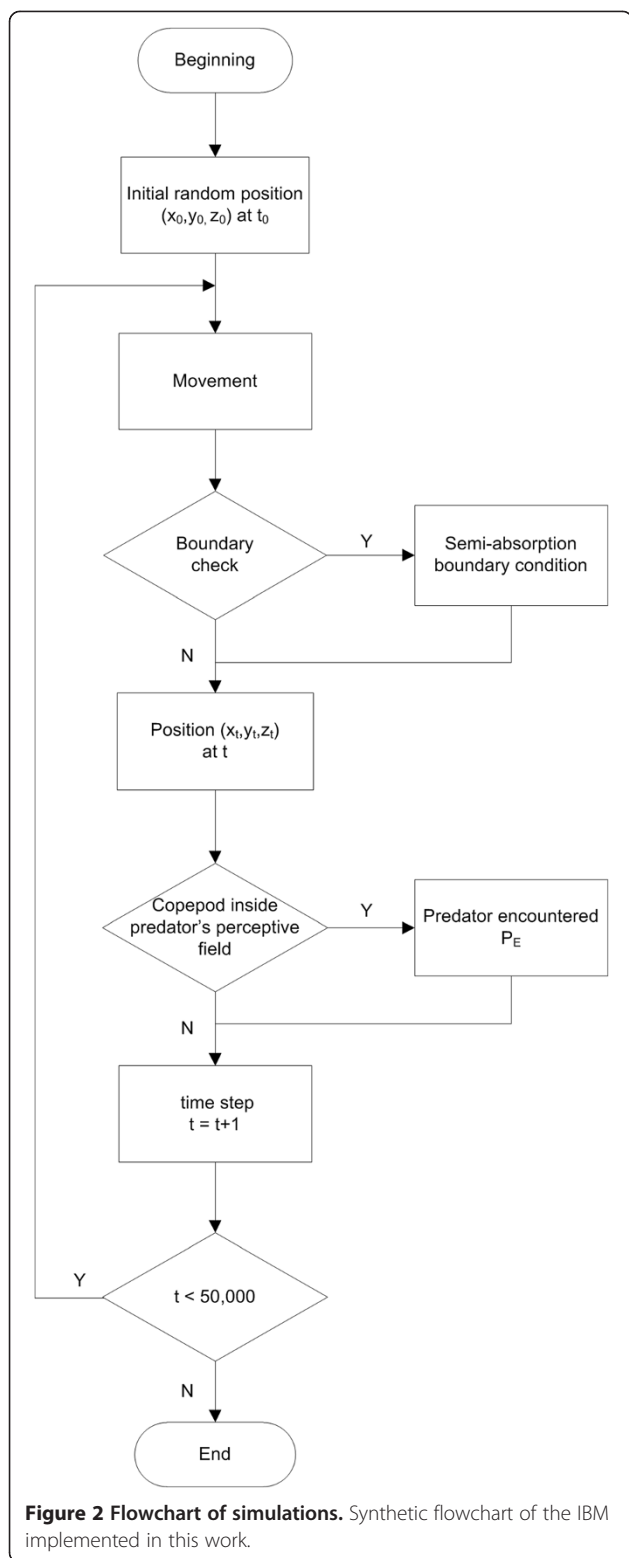 Beginning
Initial random position
(x₀,y₀, z₀) at t₀
Movement
Boundary
check
Y
Semi-absorption
boundary condition
N
Position (xₜ,yₜ,zₜ)
at t
Copepod inside
predator's perceptive
field
Y
Predator encountered
P_E
N
time step
t = t+1
Y
t < 50,000
N
End
Figure 2 Flowchart of simulations. Synthetic flowchart of the IBM
implemented in this work.